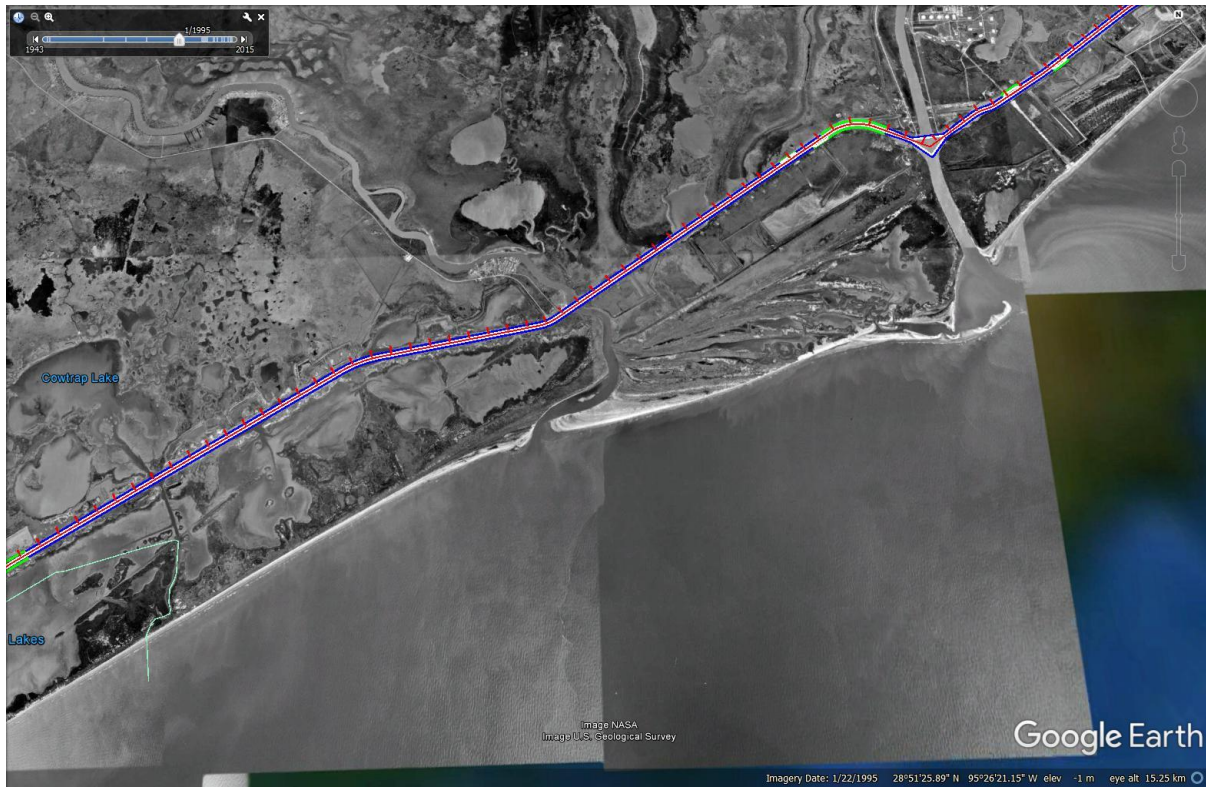 1/1995
1943
2015
N
Cowtrap Lake
Lakes
Image NASA
Image U.S. Geological Survey
Google Earth
Imagery Date: 1/22/1995 28°51'25.89" N 95°26'21.15" W elev -1 m eye alt 15.25 km